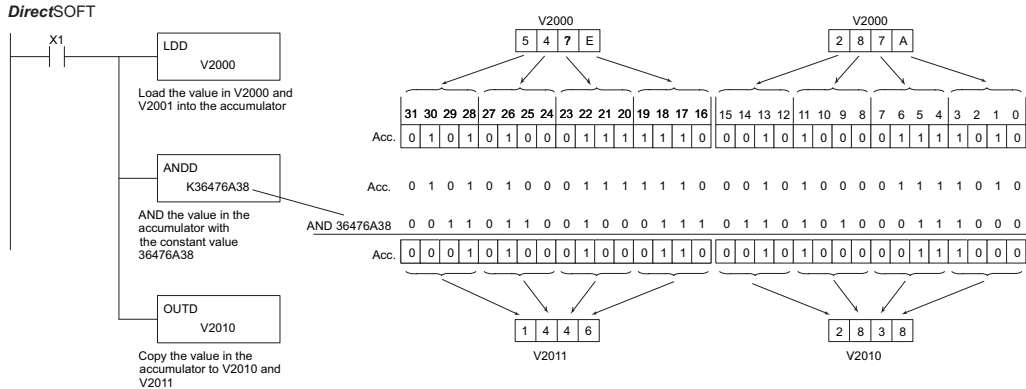 DirectSOFT
X1
LDD
V2000
Load the value in V2000 and
V2001 into the accumulator
ANDD
K36476A38
AND the value in the
accumulator with
the constant value
36476A38
OUTD
V2010
Copy the value in the
accumulator to V2010 and
V2011
V2000
5 4 7 E
V2000
2 8 7 A
31 30 29 28 27 26 25 24 23 22 21 20 19 18 17 16 15 14 13 12 11 10 9 8 7 6 5 4 3 2 1 0
Acc. 0 1 0 1 0 1 0 1 0 1 1 1 0 1 1 0 0 0 1 0 1 0 1 0 0 1 1 0 1 0 1 0
Acc. 0 1 0 1 0 1 0 0 0 1 1 1 1 1 1 0 0 0 1 0 1 0 0 0 0 1 1 1 1 0 1 0
AND 36476A38 0 0 1 1 0 1 1 0 0 1 0 0 0 1 1 1 0 1 1 0 1 0 1 0 0 0 1 1 1 0 0 0
Acc. 0 0 0 1 0 1 0 0 0 1 0 0 0 1 1 0 0 0 1 0 1 0 0 0 0 0 1 1 1 0 0 0
1 4 4 6
V2011
2 8 3 8
V2010